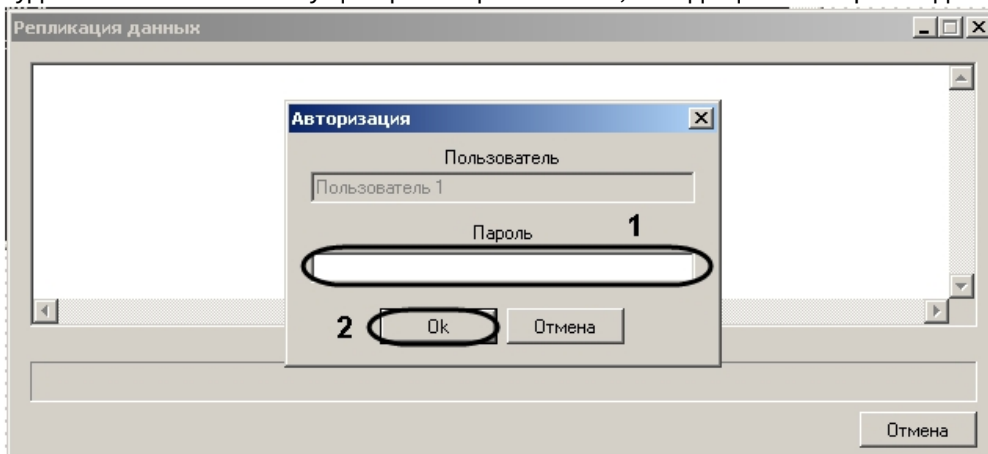 Репликация данных
Авторизация
Пользователь
Пользователь 1
Пароль
1
2
Ok
Отмена
Отмена